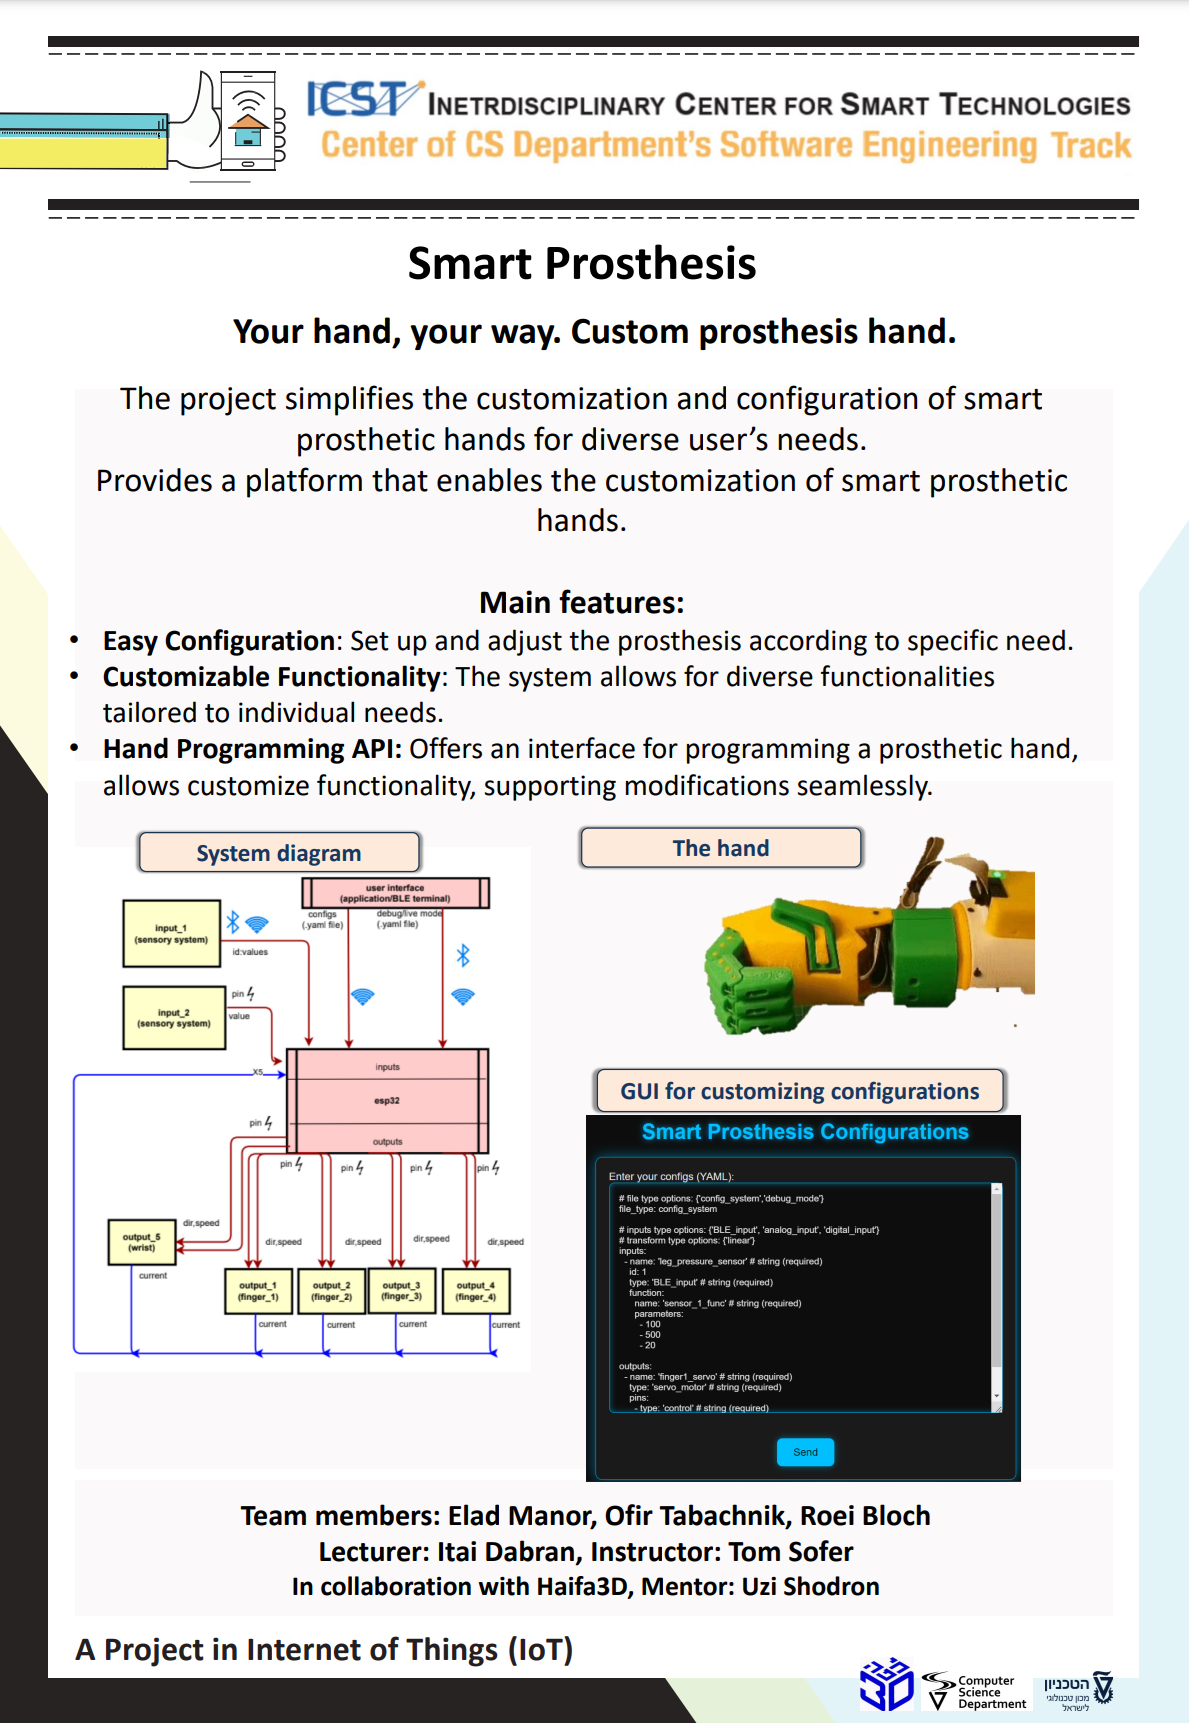 ICST INETRDISCIPLINARY CENTER FOR SMART TECHNOLOGIES
Center of CS Department's Software Engineering Track
Smart Prosthesis
Your hand, your way. Custom prosthesis hand.
The project simplifies the customization and configuration of smart
prosthetic hands for diverse user's needs.
Provides a platform that enables the customization of smart prosthetic
hands.
Main features:
• Easy Configuration: Set up and adjust the prosthesis according to specific need.
• Customizable Functionality: The system allows for diverse functionalities
tailored to individual needs.
• Hand Programming API: Offers an interface for programming a prosthetic hand,
allows customize functionality, supporting modifications seamlessly.
System diagram
user interface
(application/BLE terminal)
configs
(.yaml file)
debug/live mode
(.yaml file)
input_1
(sensory system)
id:values
input_2
(sensory system)
pin
value
x5
inputs
esp32
outputs
pin
pin
pin
pin
pin
dir,speed
output_5
(wrist)
current
dir,speed
dir,speed
dir,speed
dir,speed
output_1
(finger_1)
output_2
(finger_2)
output_3
(finger_3)
output_4
(finger_4)
current
current
current
current
The hand
GUI for customizing configurations
Smart Prosthesis Configurations
Enter your configs (YAML):
# file type options: {'config_system','debug_mode'}
file_type: config_system
# inputs type options: {'BLE_input', 'analog_input', 'digital_input'}
# transform type options: {'linear'}
inputs:
- name: 'leg_pressure_sensor' # string (required)
id: 1
type: 'BLE_input' # string (required)
function:
name: 'sensor_1_func' # string (required)
parameters:
- 100
- 500
- 20
outputs:
- name: 'finger1_servo' # string (required)
type: 'servo_motor' # string (required)
pins:
- type: 'control' # string (required)
Send
Team members: Elad Manor, Ofir Tabachnik, Roei Bloch
Lecturer: Itai Dabran, Instructor: Tom Sofer
In collaboration with Haifa3D, Mentor: Uzi Shodron
A Project in Internet of Things (IoT)
חיפה
3D
Computer
Science
Department
הטכניון
מכון טכנולוגי
לישראל